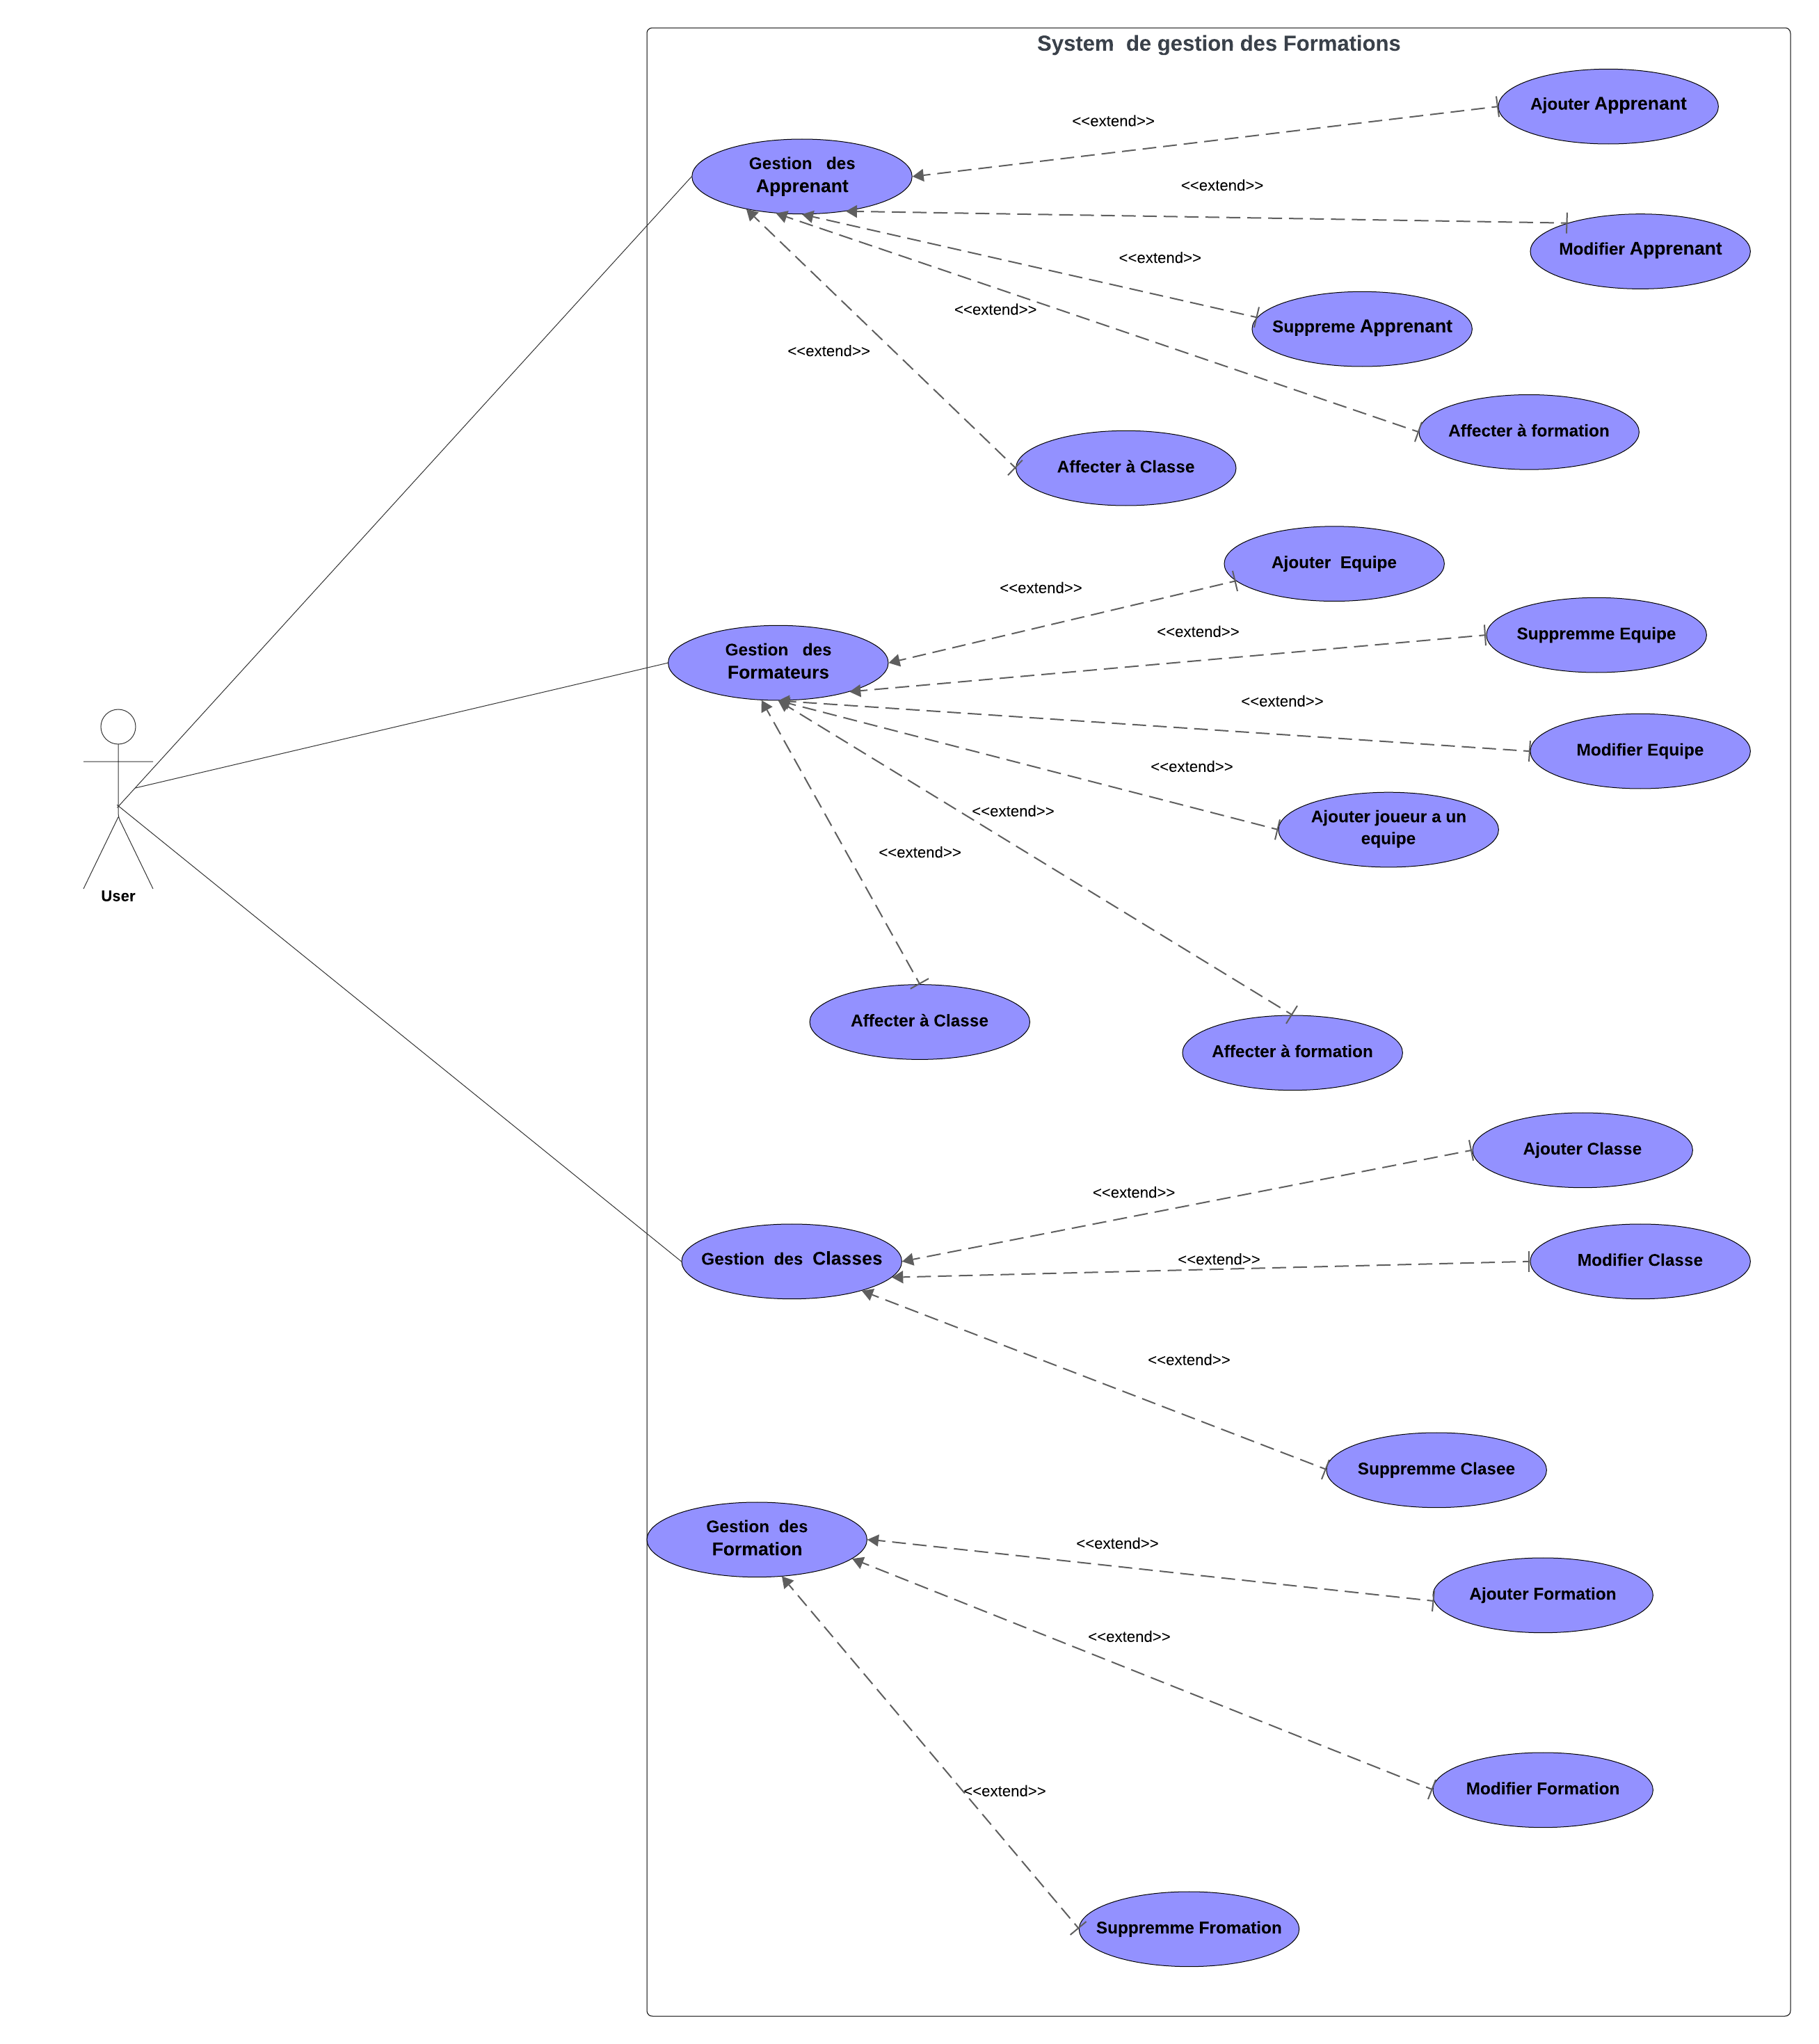 System  de gestion des Formations
Ajouter Apprenant
<<extend>>
Gestion   des
Apprenant
<<extend>>
Modifier Apprenant
<<extend>>
Suppreme Apprenant
<<extend>>
<<extend>>
Affecter à formation
Affecter à Classe
Ajouter  Equipe
<<extend>>
Suppremme Equipe
<<extend>>
Gestion   des
Formateurs
<<extend>>
Modifier Equipe
<<extend>>
Ajouter joueur a un
equipe
<<extend>>
<<extend>>
User
Affecter à Classe
Affecter à formation
Ajouter Classe
<<extend>>
Gestion  des  Classes
<<extend>>
Modifier Classe
<<extend>>
Suppremme Clasee
Gestion  des
Formation
<<extend>>
Ajouter Formation
<<extend>>
Modifier Formation
<<extend>>
Suppremme Fromation